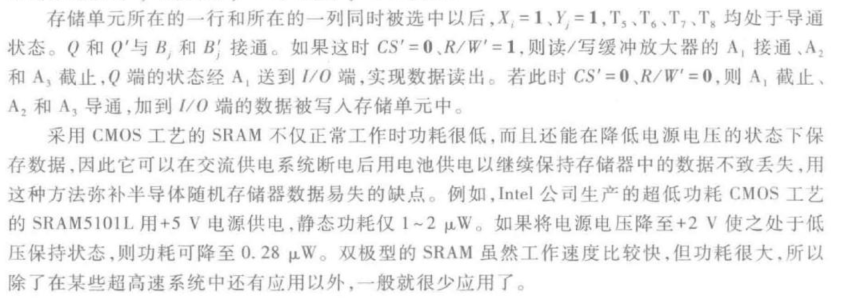 存储单元所在的一行和所在的一列同时被选中以后,Xᵢ=1、Yⱼ=1,T₅、T₆、T₇、T₈ 均处于导通
状态。Q 和 Q′与 Bⱼ 和 B′ⱼ 接通。如果这时 CS′=0、R/W′=1,则读/写缓冲放大器的 A₁ 接通、A₂
和 A₃ 截止,Q 端的状态经 A₁ 送到 I/O 端,实现数据读出。若此时 CS′=0、R/W′=0,则 A₁ 截止、
A₂ 和 A₃ 导通,加到 I/O 端的数据被写入存储单元中。
采用 CMOS 工艺的 SRAM 不仅正常工作时功耗很低,而且还能在降低电源电压的状态下保
存数据,因此它可以在交流供电系统断电后用电池供电以继续保持存储器中的数据不致丢失,用
这种方法弥补半导体随机存储器数据易失的缺点。例如,Intel 公司生产的超低功耗 CMOS 工艺
的 SRAM5101L 用+5 V 电源供电,静态功耗仅 1~2 μW。如果将电源电压降至+2 V 使之处于低
压保持状态,则功耗可降至 0.28 μW。双极型的 SRAM 虽然工作速度比较快,但功耗很大,所以
除了在某些超高速系统中还有应用以外,一般就很少应用了。